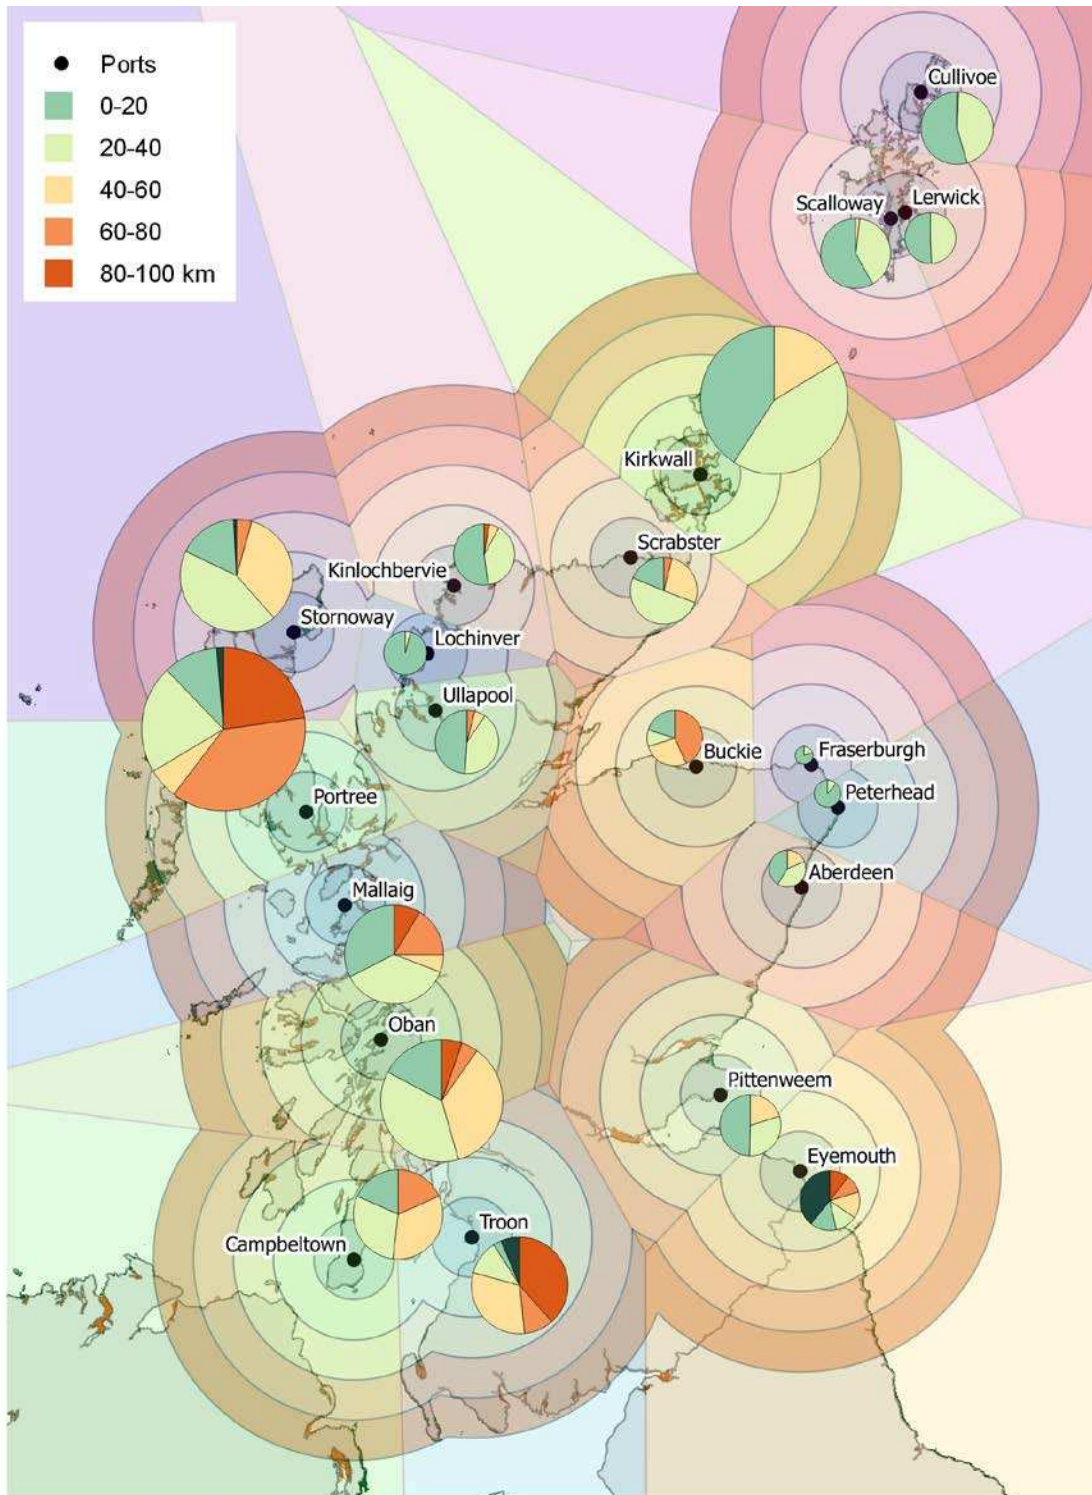 Ports
0-20
20-40
40-60
60-80
80-100 km
Cullivoe
Scalloway
Lerwick
Kirkwall
Scrabster
Kinlochbervie
Stornoway
Lochinver
Ullapool
Buckie
Fraserburgh
Peterhead
Portree
Aberdeen
Mallaig
Oban
Pittenweem
Eyemouth
Troon
Campbeltown